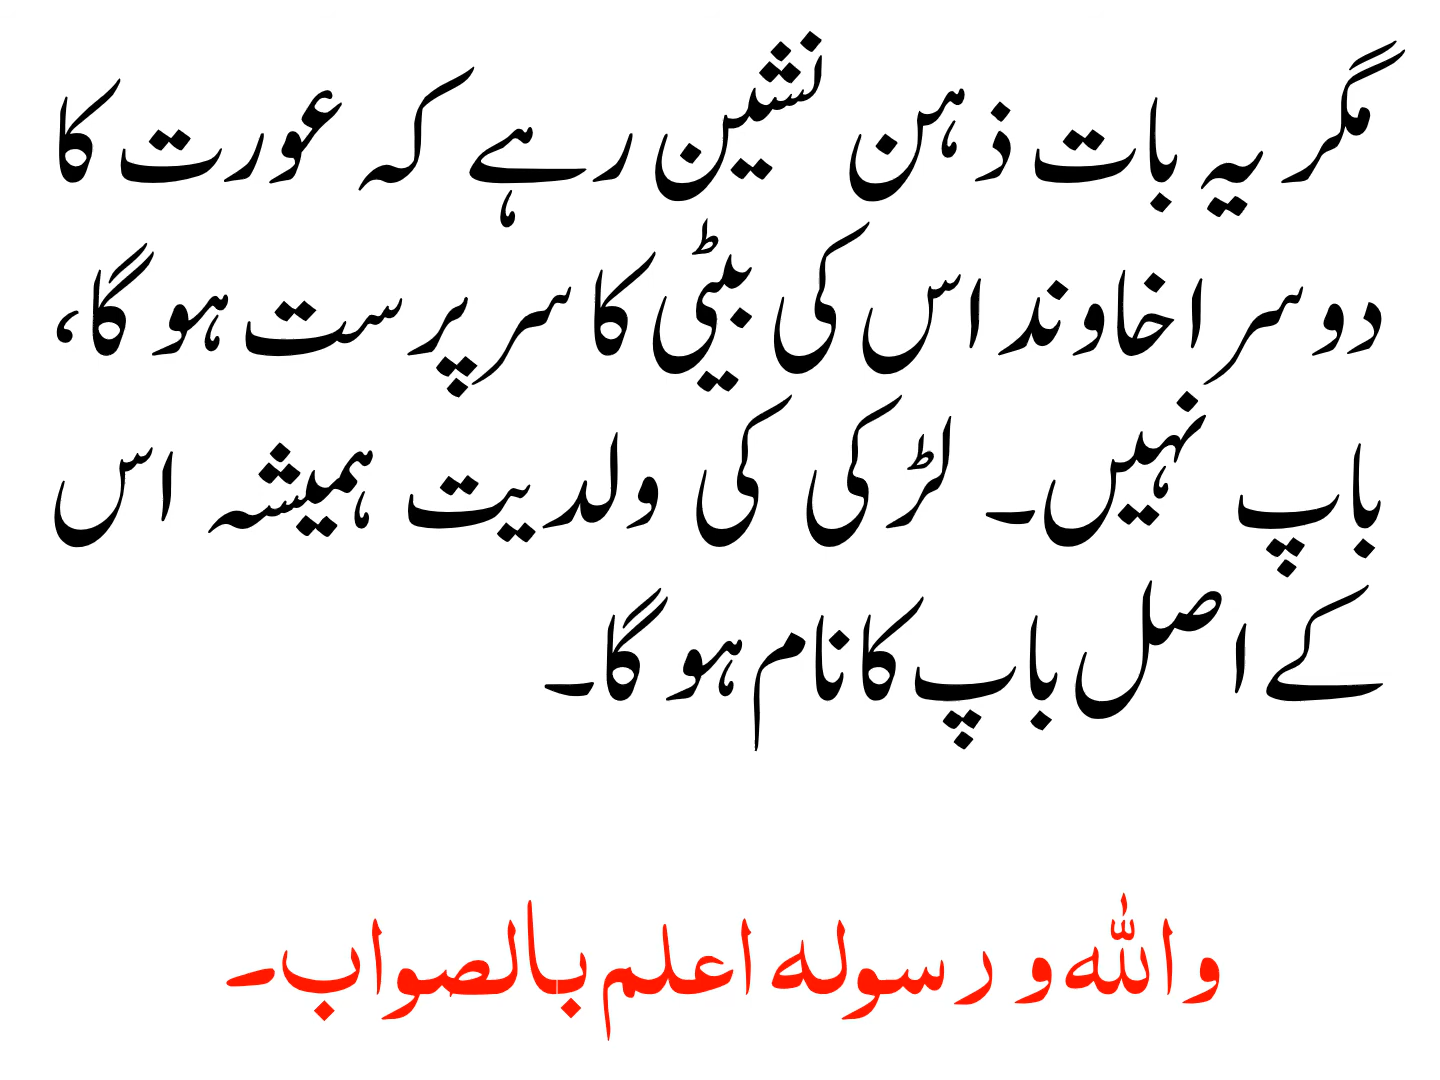 مگر یہ بات ذہن نشین رہے کہ عورت کا
دوسرا خاوند اس کی بیٹی کا سرپرست ہو گا،
باپ نہیں۔ لڑکی کی ولدیت ہمیشہ اس
کے اصل باپ کا نام ہو گا۔
واللہ و رسولہ اعلم بالصواب۔